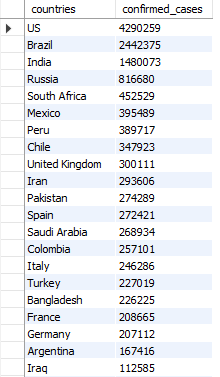 countries confirmed_cases
US 4290259
Brazil 2442375
India 1480073
Russia 816680
South Africa 452529
Mexico 395489
Peru 389717
Chile 347923
United Kingdom 300111
Iran 293606
Pakistan 274289
Spain 272421
Saudi Arabia 268934
Colombia 257101
Italy 246286
Turkey 227019
Bangladesh 226225
France 208665
Germany 207112
Argentina 167416
Iraq 112585